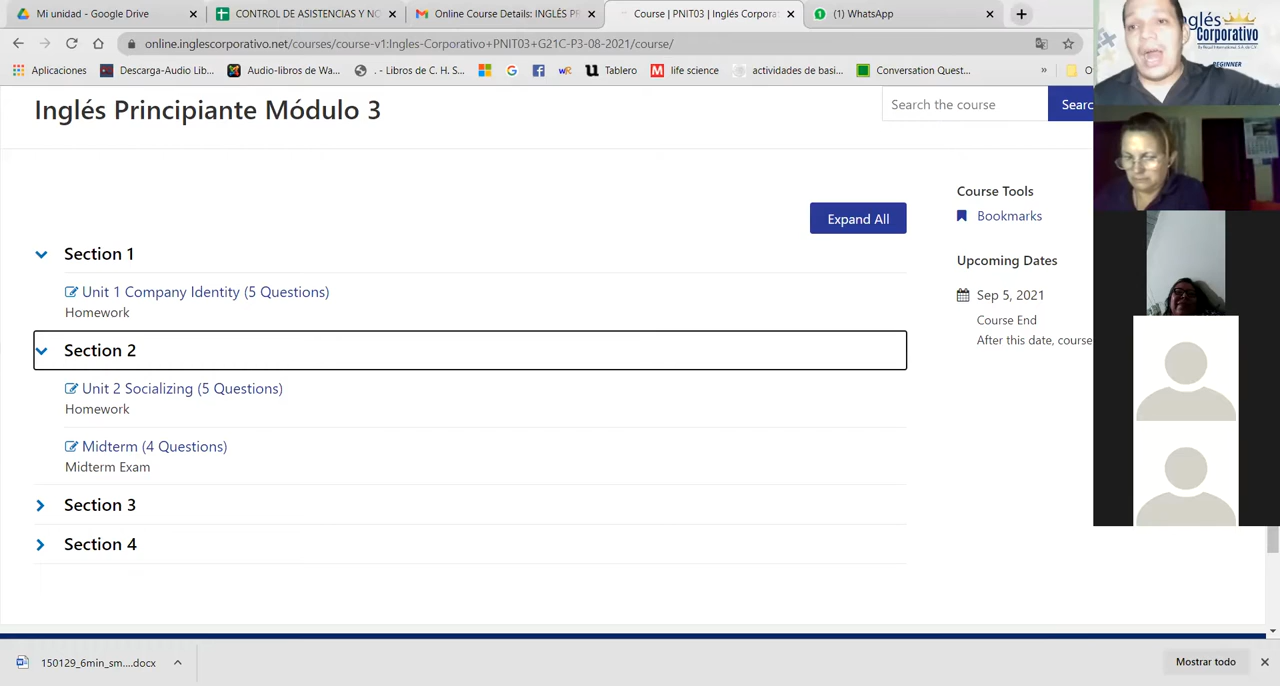 Mi unidad - Google Drive
CONTROL DE ASISTENCIAS Y NO
Online Course Details: INGLÉS PR
Course | PNIT03 | Inglés Corporat
(1) WhatsApp
online.inglescorporativo.net/courses/course-v1:Ingles-Corporativo+PNIT03+G21C-P3-08-2021/course/
Aplicaciones
Descarga Audio Lib...
Audio-libros de Wa...
. - Libros de C. H. S...
Tablero
life science
actividades de basi...
Conversation Quest...
»
O
Inglés
Corporativo
BEGINNER
Inglés Principiante Módulo 3
Search the course
Searc
Expand All
Course Tools
Bookmarks
Upcoming Dates
Sep 5, 2021
Course End
After this date, course
Section 1
Unit 1 Company Identity (5 Questions)
Homework
Section 2
Unit 2 Socializing (5 Questions)
Homework
Midterm (4 Questions)
Midterm Exam
Section 3
Section 4
150129_6min_sm....docx
Mostrar todo